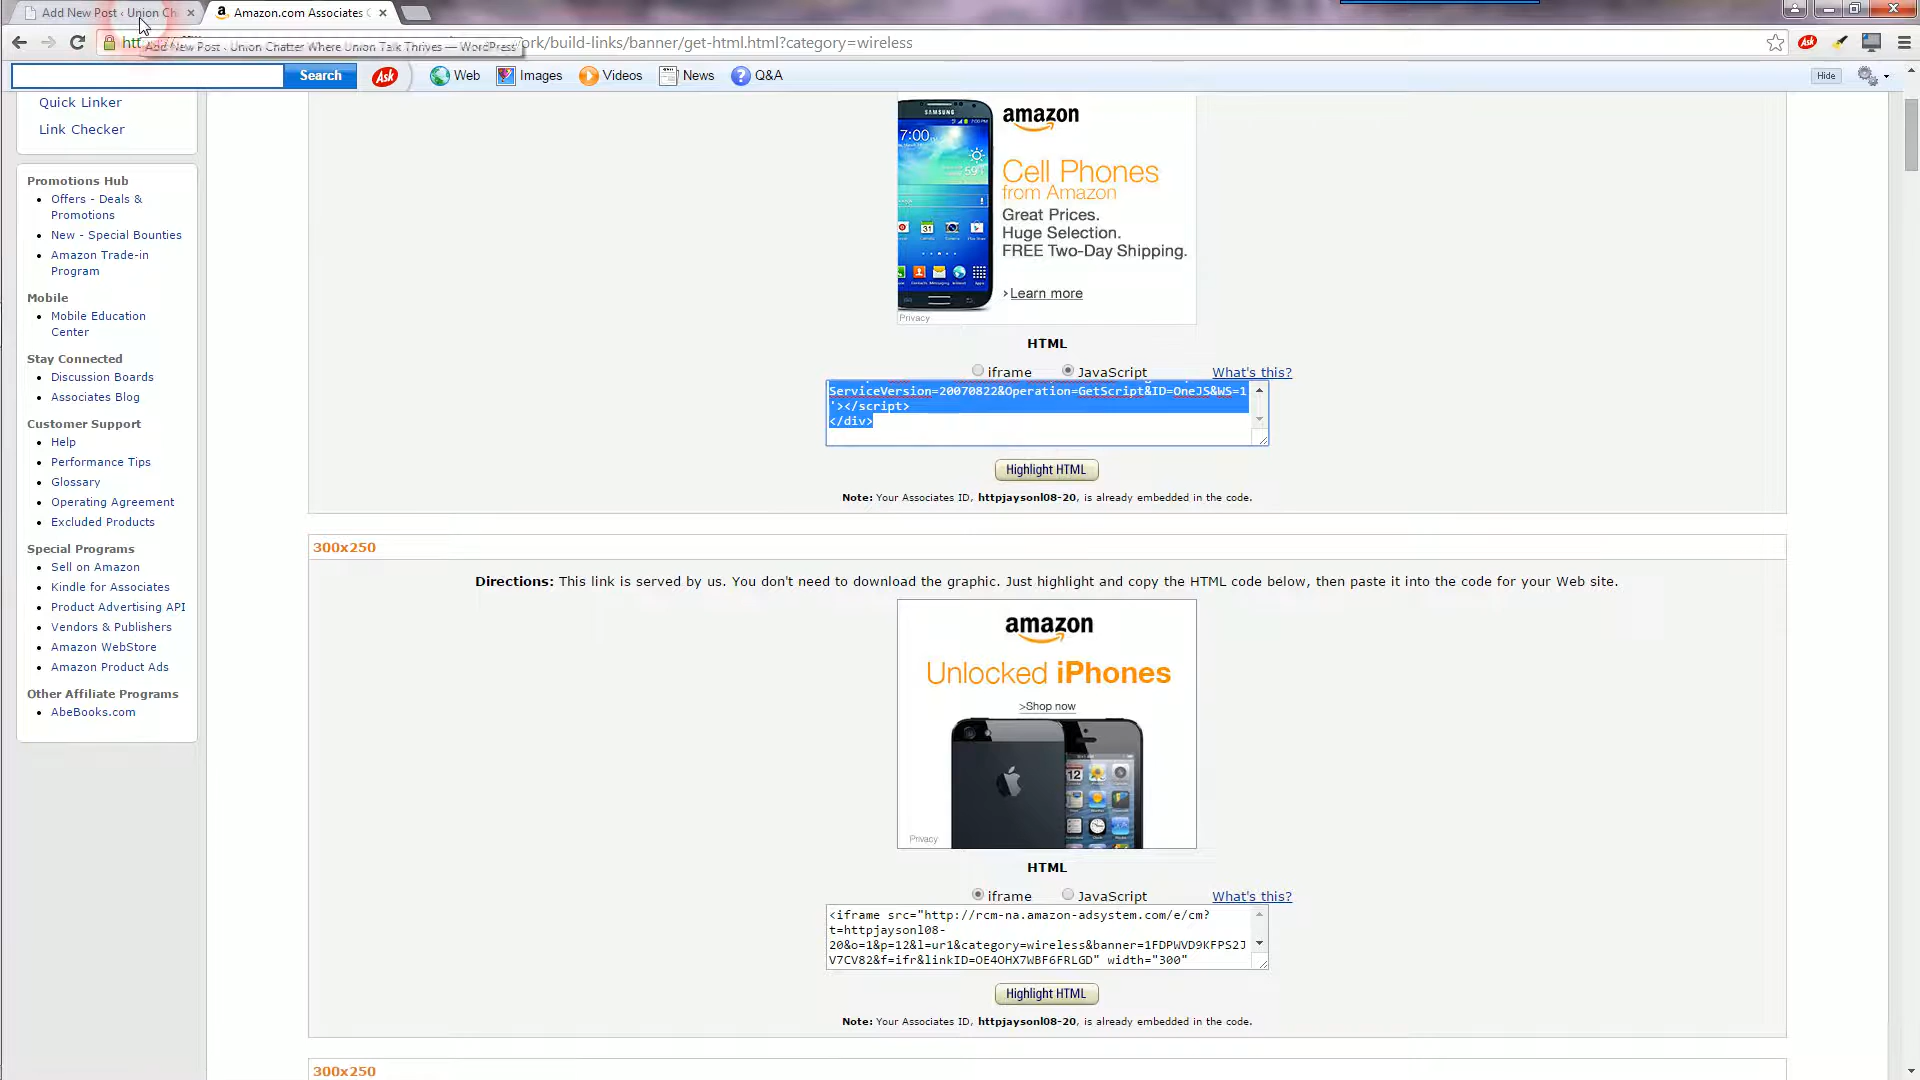 Add New Post ‹ Union Ch
Amazon.com Associates C
Add New Post ‹ Union Chatter Where Union Talk Thrives — WordPress
ork/build-links/banner/get-html.html?category=wireless
Search
Ask
Web
Images
Videos
News
Q&A
Hide
Quick Linker
Link Checker
Promotions Hub
Offers - Deals &
Promotions
New - Special Bounties
Amazon Trade-in
Program
Mobile
Mobile Education
Center
Stay Connected
Discussion Boards
Associates Blog
Customer Support
Help
Performance Tips
Glossary
Operating Agreement
Excluded Products
Special Programs
Sell on Amazon
Kindle for Associates
Product Advertising API
Vendors & Publishers
Amazon WebStore
Amazon Product Ads
Other Affiliate Programs
AbeBooks.com
SAMSUNG
7:00
amazon
Cell Phones
from Amazon
Great Prices.
Huge Selection.
FREE Two-Day Shipping.
›Learn more
Privacy
HTML
iframe JavaScript What's this?
ServiceVersion=20070822&Operation=GetScript&ID=OneJS&WS=1
'></script>
</div>
Highlight HTML
Note: Your Associates ID, httpjaysonl08-20, is already embedded in the code.
300x250
Directions: This link is served by us. You don't need to download the graphic. Just highlight and copy the HTML code below, then paste it into the code for your Web site.
amazon
Unlocked iPhones
>Shop now
Privacy
HTML
iframe JavaScript What's this?
<iframe src="http://rcm-na.amazon-adsystem.com/e/cm?
t=httpjaysonl08-
20&o=1&p=12&l=ur1&category=wireless&banner=1FDPWVD9KFPS2J
V7CV82&f=ifr&linkID=OE4OHX7WBF6FRLGD" width="300"
Highlight HTML
Note: Your Associates ID, httpjaysonl08-20, is already embedded in the code.
300x250